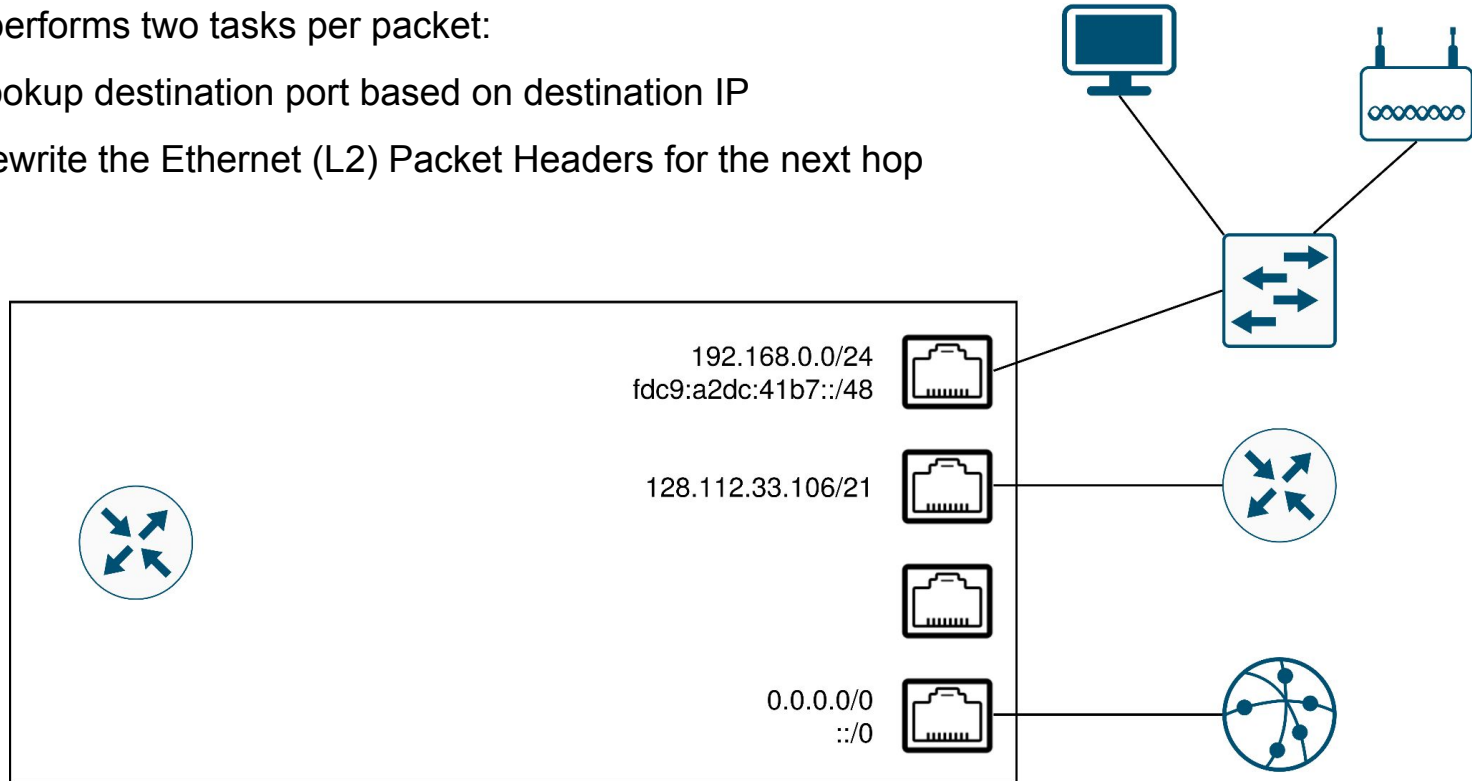 performs two tasks per packet:
ookup destination port based on destination IP
ewrite the Ethernet (L2) Packet Headers for the next hop
192.168.0.0/24
fdc9:a2dc:41b7::/48
128.112.33.106/21
0.0.0.0/0
::/0